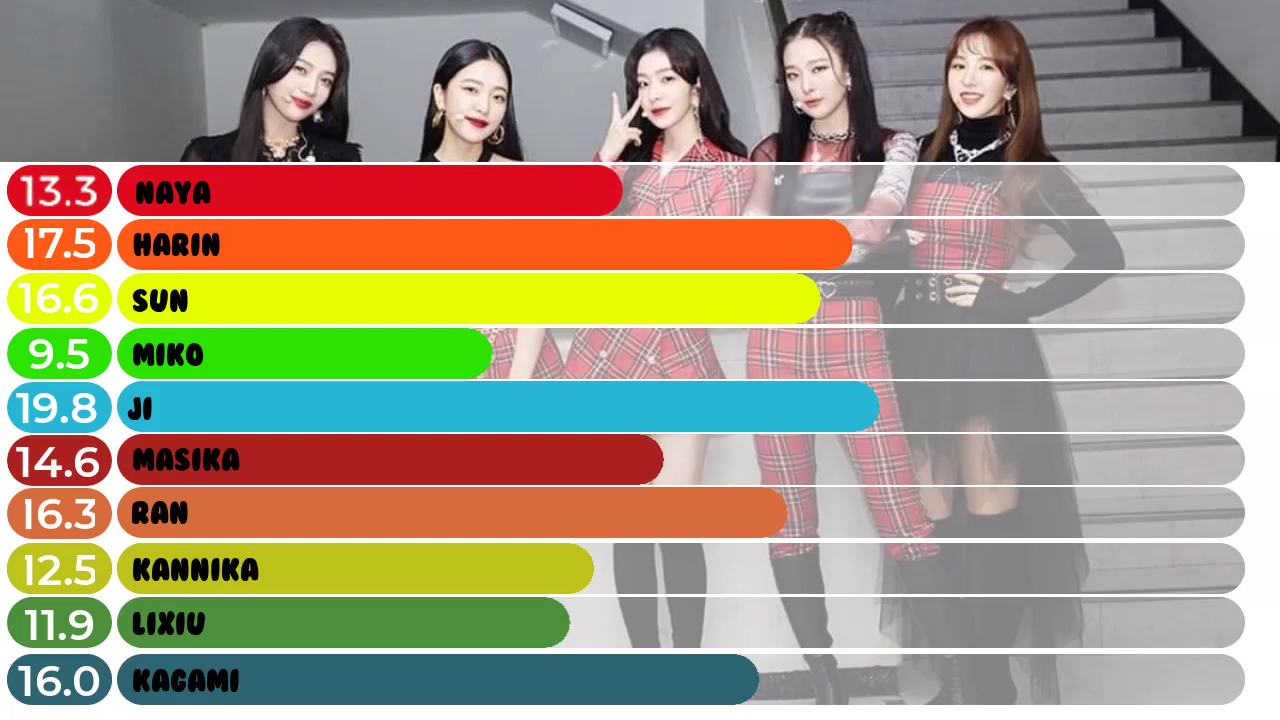 13.3 NAYA
17.5 HARIN
16.6 SUN
9.5 MIKO
19.8 JI
14.6 MASIKA
16.3 RAN
12.5 KANNIKA
11.9 LIXIU
16.0 KAGAMI